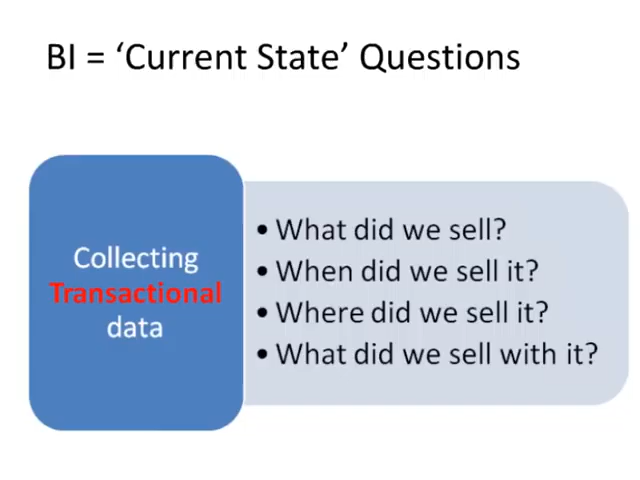 BI = ‘Current State’ Questions
Collecting
Transactional
data
• What did we sell?
• When did we sell it?
• Where did we sell it?
• What did we sell with it?